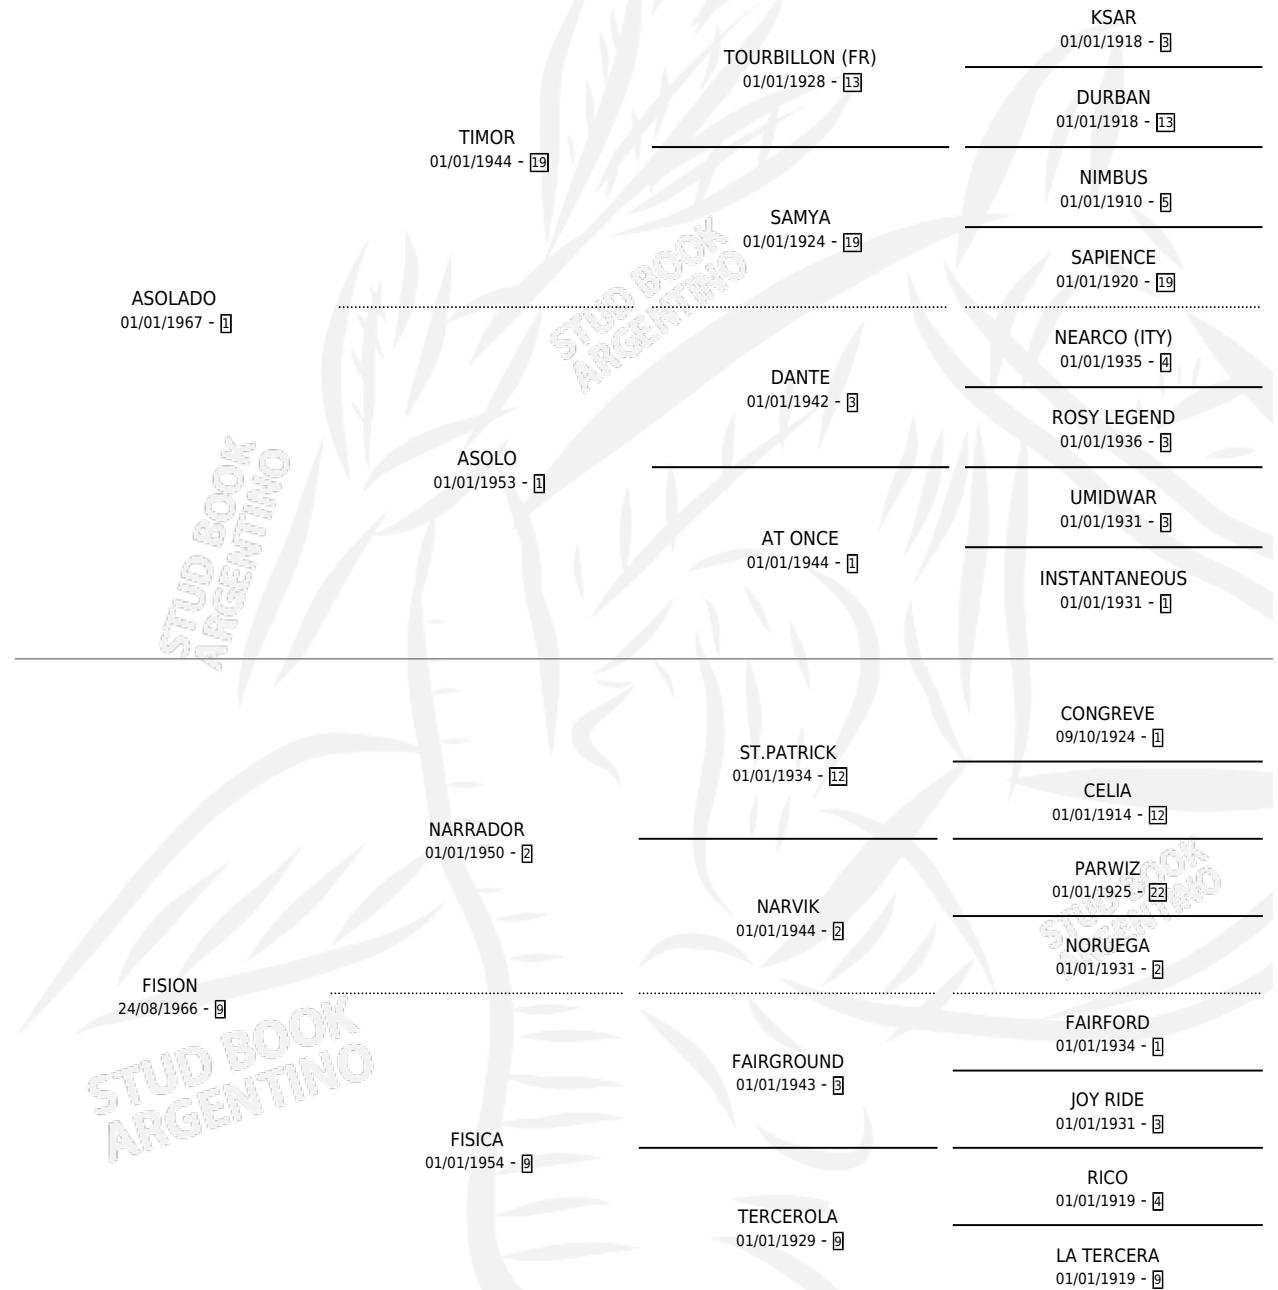 KSAR
01/01/1918 - 3
TOURBILLON (FR)
01/01/1928 - 13
DURBAN
01/01/1918 - 13
TIMOR
01/01/1944 - 19
NIMBUS
01/01/1910 - 5
SAMYA
01/01/1924 - 19
SAPIENCE
01/01/1920 - 19
ASOLADO
01/01/1967 - 1
NEARCO (ITY)
01/01/1935 - 4
DANTE
01/01/1942 - 3
ROSY LEGEND
01/01/1936 - 3
ASOLO
01/01/1953 - 1
UMIDWAR
01/01/1931 - 3
AT ONCE
01/01/1944 - 1
INSTANTANEOUS
01/01/1931 - 1
CONGREVE
09/10/1924 - 1
ST.PATRICK
01/01/1934 - 12
CELIA
01/01/1914 - 12
NARRADOR
01/01/1950 - 2
PARWIZ
01/01/1925 - 22
NARVIK
01/01/1944 - 2
NORUEGA
01/01/1931 - 2
FISION
24/08/1966 - 9
FAIRFORD
01/01/1934 - 1
FAIRGROUND
01/01/1943 - 3
JOY RIDE
01/01/1931 - 3
FISICA
01/01/1954 - 9
RICO
01/01/1919 - 4
TERCEROLA
01/01/1929 - 9
LA TERCERA
01/01/1919 - 9
STUD BOOK
ARGENTINO
STUD BOOK
ARGENTINO
STUD BOOK
ARGENTINO
STUD BOOK
ARGENTINO